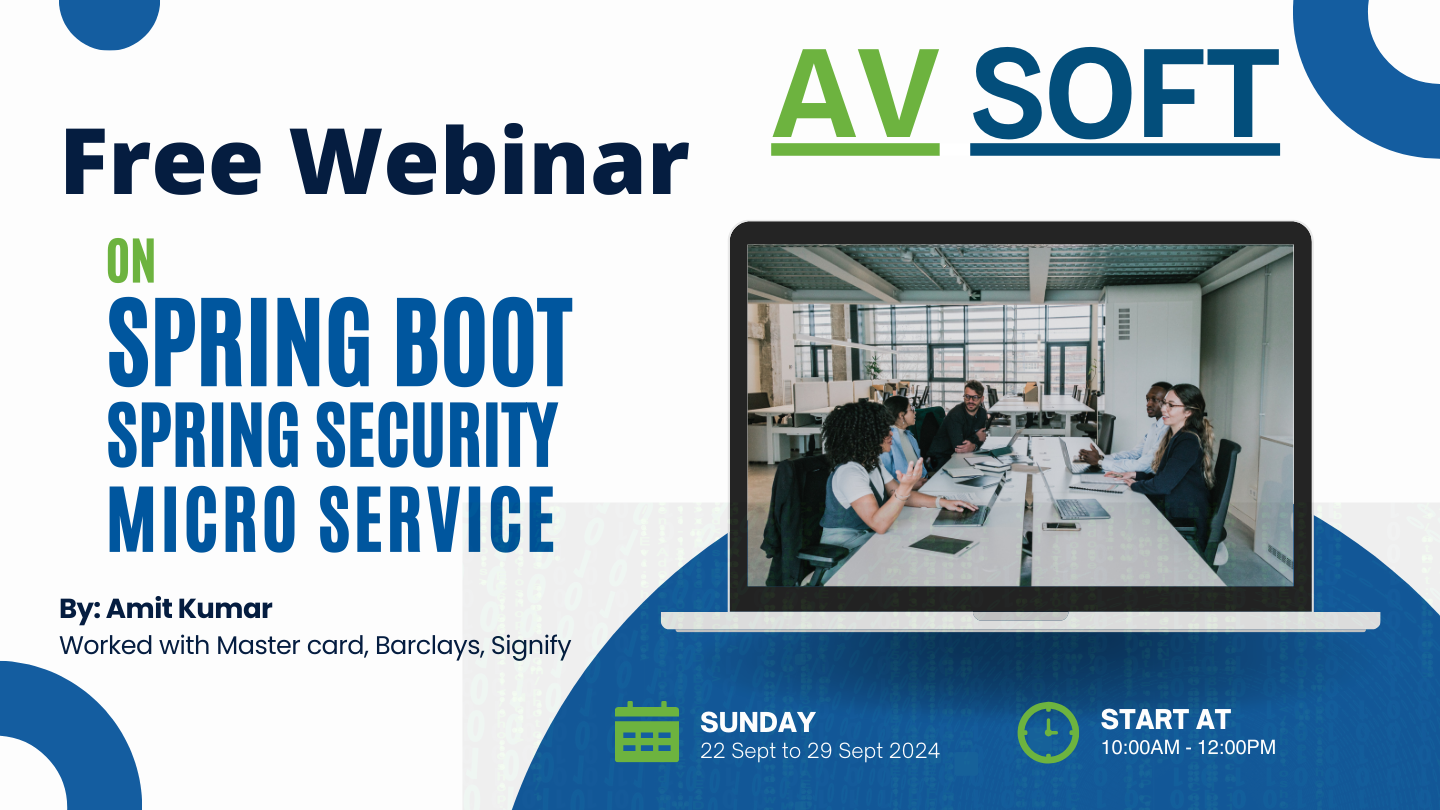 AV SOFT
Free Webinar
ON
SPRING BOOT
SPRING SECURITY
MICRO SERVICE
By: Amit Kumar
Worked with Master card, Barclays, Signify
SUNDAY
22 Sept to 29 Sept 2024
START AT
10:00AM - 12:00PM